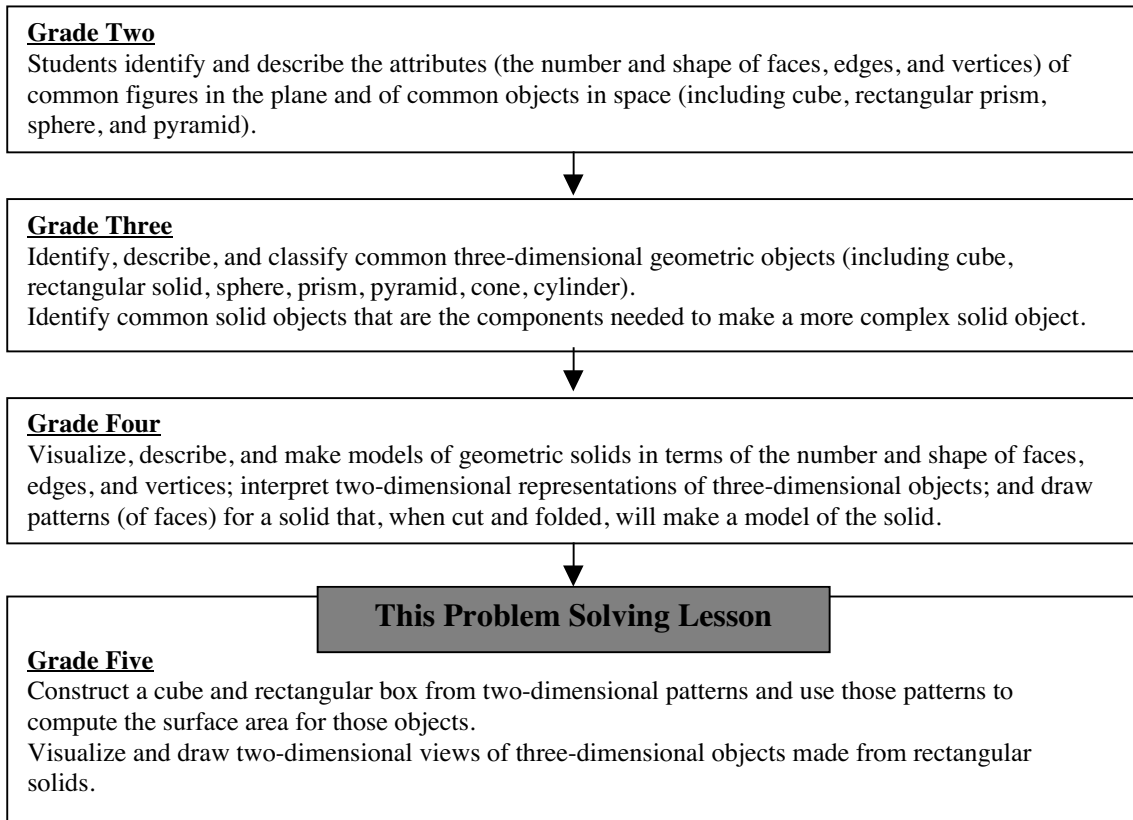 Grade Two
Students identify and describe the attributes (the number and shape of faces, edges, and vertices) of
common figures in the plane and of common objects in space (including cube, rectangular prism,
sphere, and pyramid).
Grade Three
Identify, describe, and classify common three-dimensional geometric objects (including cube,
rectangular solid, sphere, prism, pyramid, cone, cylinder).
Identify common solid objects that are the components needed to make a more complex solid object.
Grade Four
Visualize, describe, and make models of geometric solids in terms of the number and shape of faces,
edges, and vertices; interpret two-dimensional representations of three-dimensional objects; and draw
patterns (of faces) for a solid that, when cut and folded, will make a model of the solid.
This Problem Solving Lesson
Grade Five
Construct a cube and rectangular box from two-dimensional patterns and use those patterns to
compute the surface area for those objects.
Visualize and draw two-dimensional views of three-dimensional objects made from rectangular
solids.